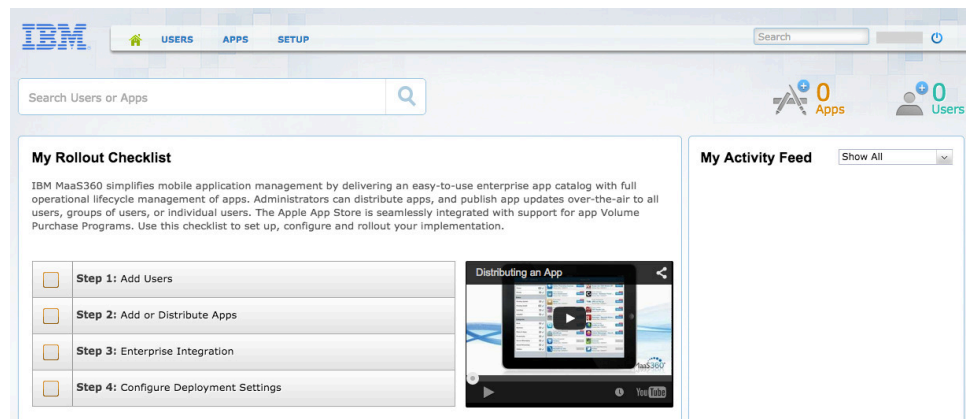 IBM
USERS APPS SETUP
Search
Search Users or Apps
0
Apps
0
Users
My Rollout Checklist
IBM MaaS360 simplifies mobile application management by delivering an easy-to-use enterprise app catalog with full
operational lifecycle management of apps. Administrators can distribute apps, and publish app updates over-the-air to all
users, groups of users, or individual users. The Apple App Store is seamlessly integrated with support for app Volume
Purchase Programs. Use this checklist to set up, configure and rollout your implementation.
Step 1: Add Users
Step 2: Add or Distribute Apps
Step 3: Enterprise Integration
Step 4: Configure Deployment Settings
Distributing an App
MaaS360
YouTube
My Activity Feed
Show All